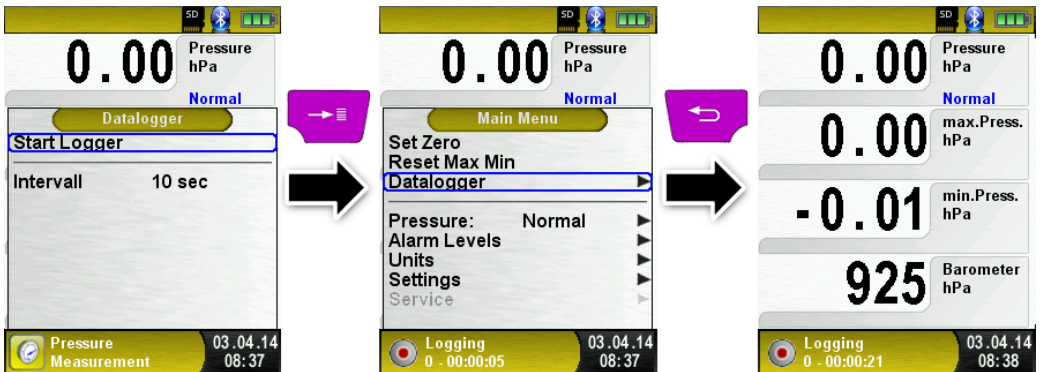 SD
0.00 Pressure
hPa
Normal
Datalogger
Start Logger
Intervall 10 sec
Pressure 03.04.14
Measurement 08:37
SD
0.00 Pressure
hPa
Normal
Main Menu
Set Zero
Reset Max Min
Datalogger
Pressure: Normal
Alarm Levels
Units
Settings
Service
Logging 03.04.14
0 - 00:00:05 08:37
SD
0.00 Pressure
hPa
Normal
0.00 max.Press.
hPa
-0.01 min.Press.
hPa
925 Barometer
hPa
Logging 03.04.14
0 - 00:00:21 08:38